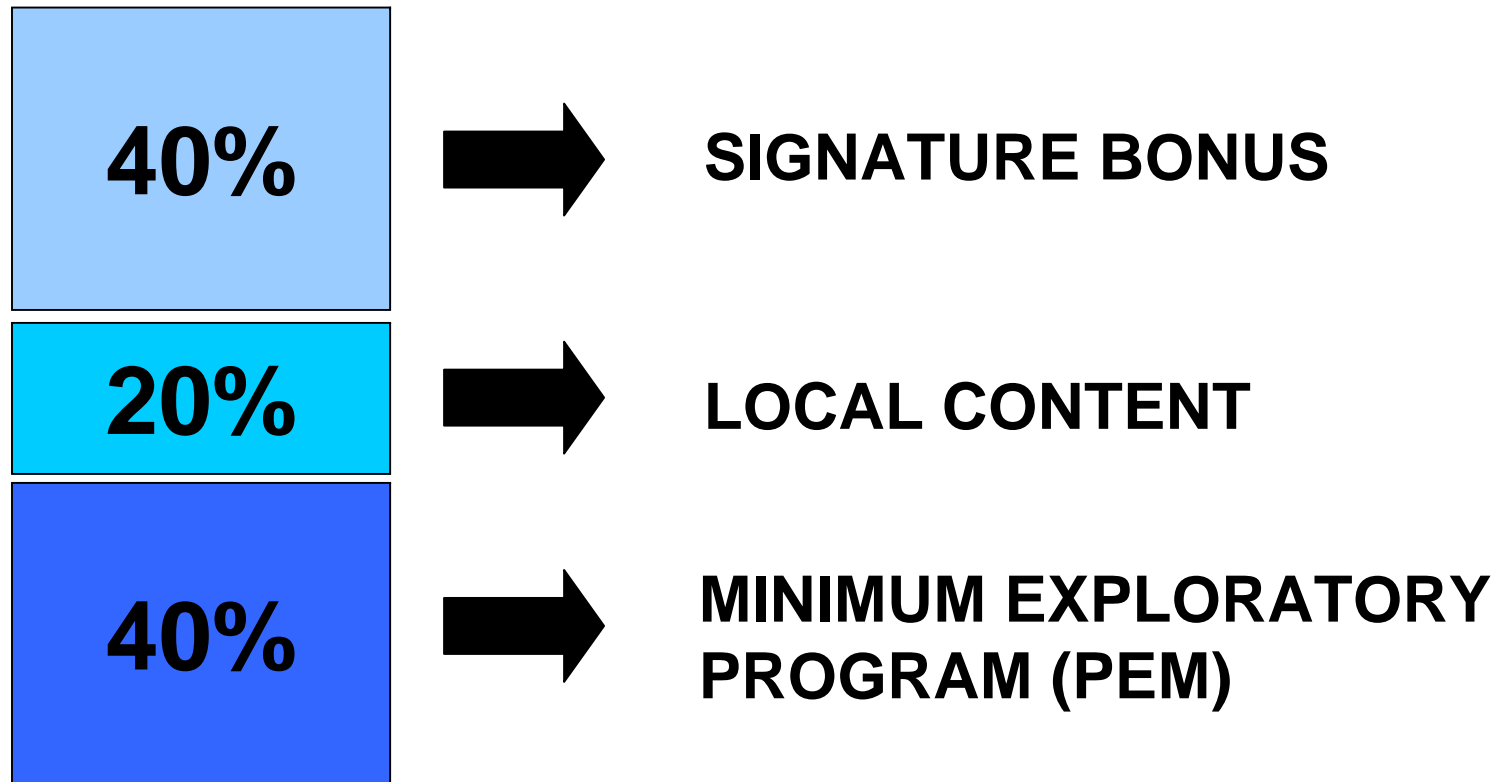 40%
SIGNATURE BONUS
20%
LOCAL CONTENT
40%
MINIMUM EXPLORATORY
PROGRAM (PEM)